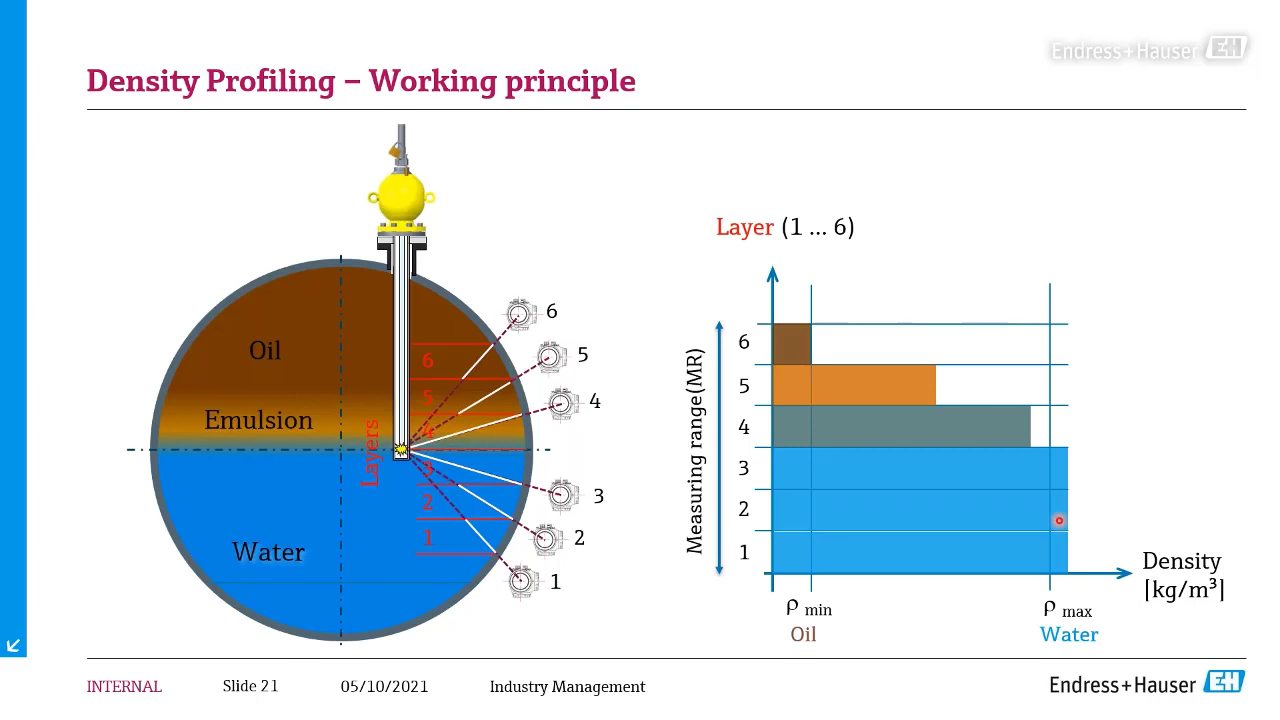 Endress+Hauser EH
Density Profiling – Working principle
Oil
Emulsion
Water
Layers
6
5
4
3
2
1
6
5
4
3
2
1
Layer (1 ... 6)
Measuring range(MR)
6
5
4
3
2
1
Density
[kg/m³]
ρ min
Oil
ρ max
Water
INTERNAL
Slide 21
05/10/2021
Industry Management
Endress+Hauser EH